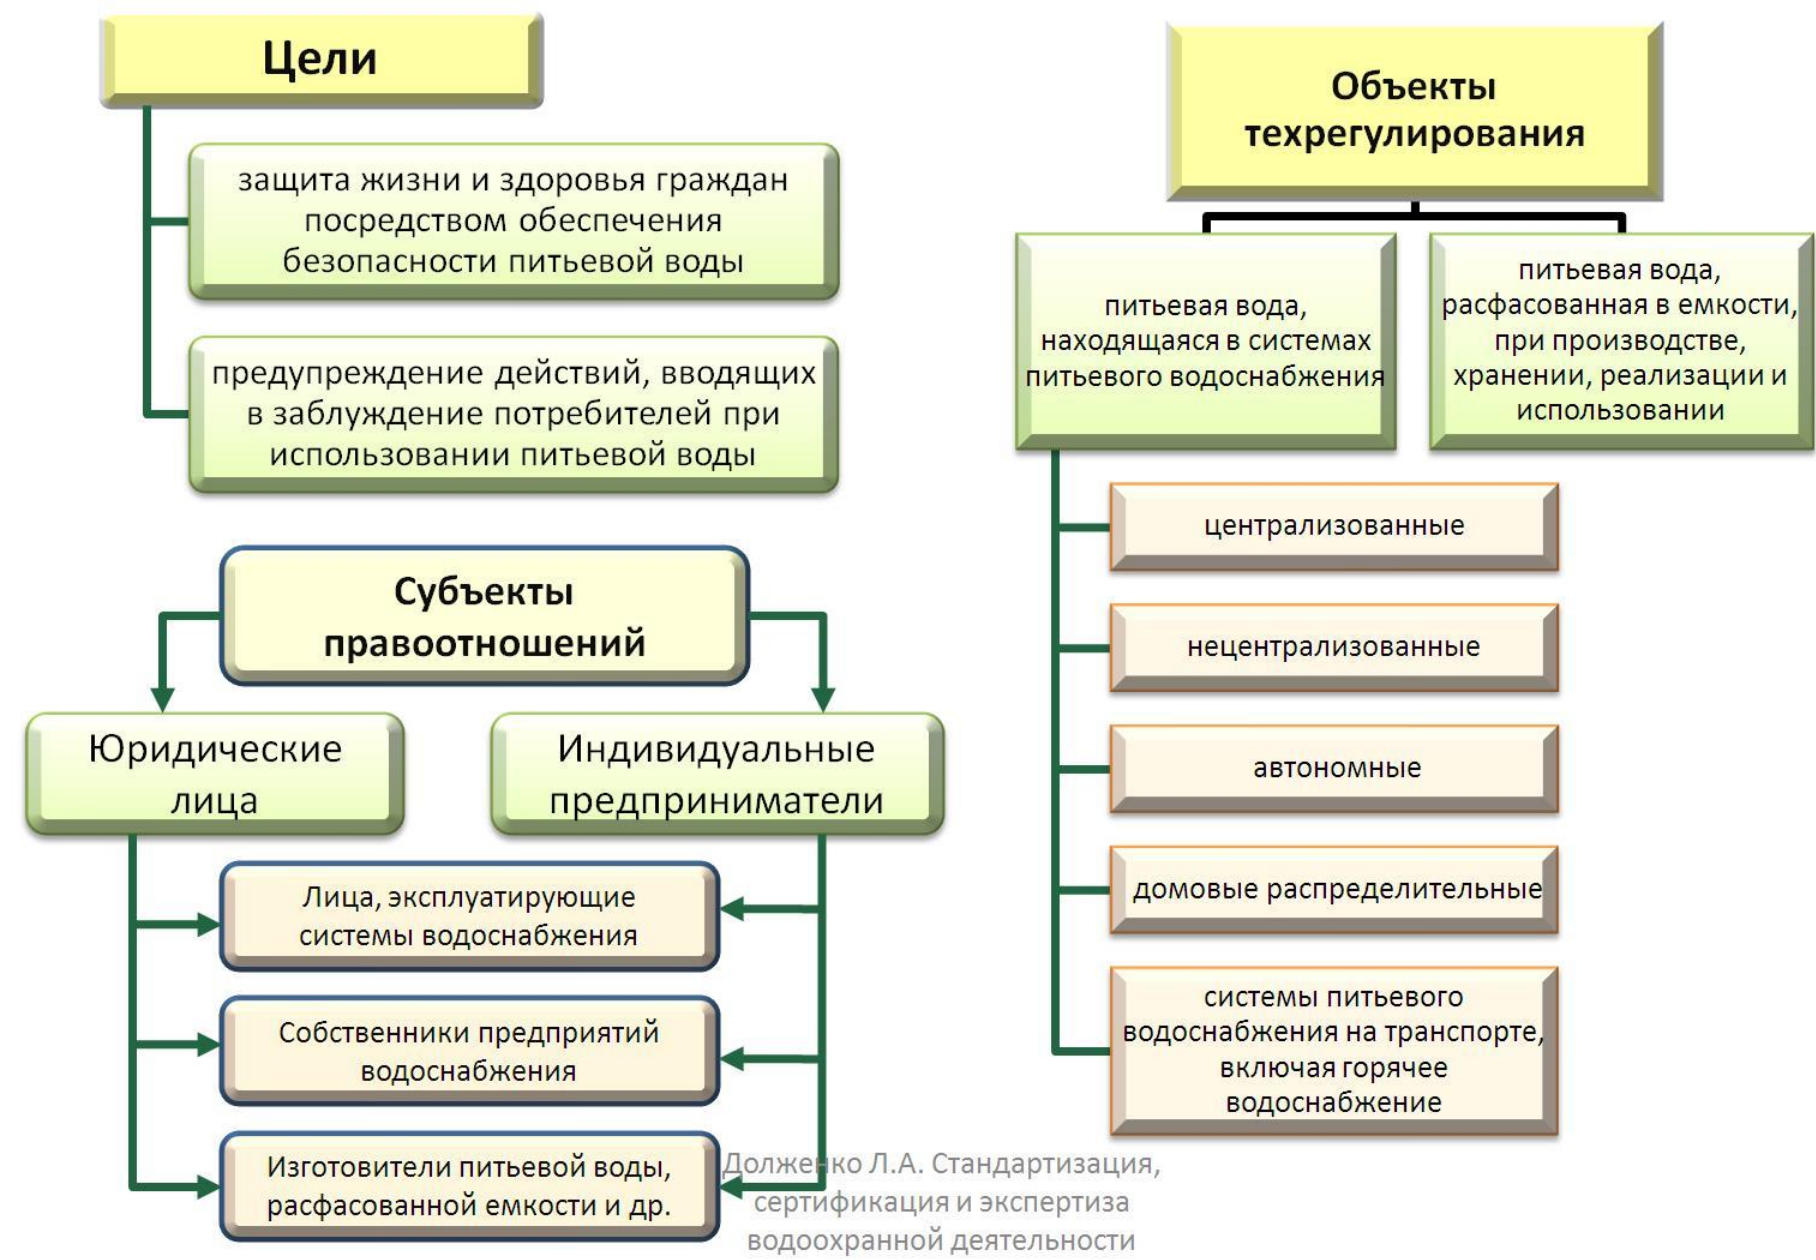 Цели
защита жизни и здоровья граждан
посредством обеспечения
безопасности питьевой воды
предупреждение действий, вводящих
в заблуждение потребителей при
использовании питьевой воды
Субъекты
правоотношений
Юридические
лица
Индивидуальные
предприниматели
Лица, эксплуатирующие
системы водоснабжения
Собственники предприятий
водоснабжения
Изготовители питьевой воды,
расфасованной емкости и др.
Объекты
техрегулирования
питьевая вода,
находящаяся в системах
питьевого водоснабжения
питьевая вода,
расфасованная в емкости,
при производстве,
хранении, реализации и
использовании
централизованные
нецентрализованные
автономные
домовые распределительные
системы питьевого
водоснабжения на транспорте,
включая горячее
водоснабжение
Долженко Л.А. Стандартизация,
сертификация и экспертиза
водоохранной деятельности